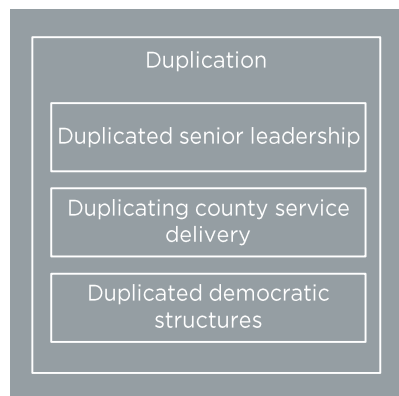 Duplication
Duplicated senior leadership
Duplicating county service
delivery
Duplicated democratic
structures